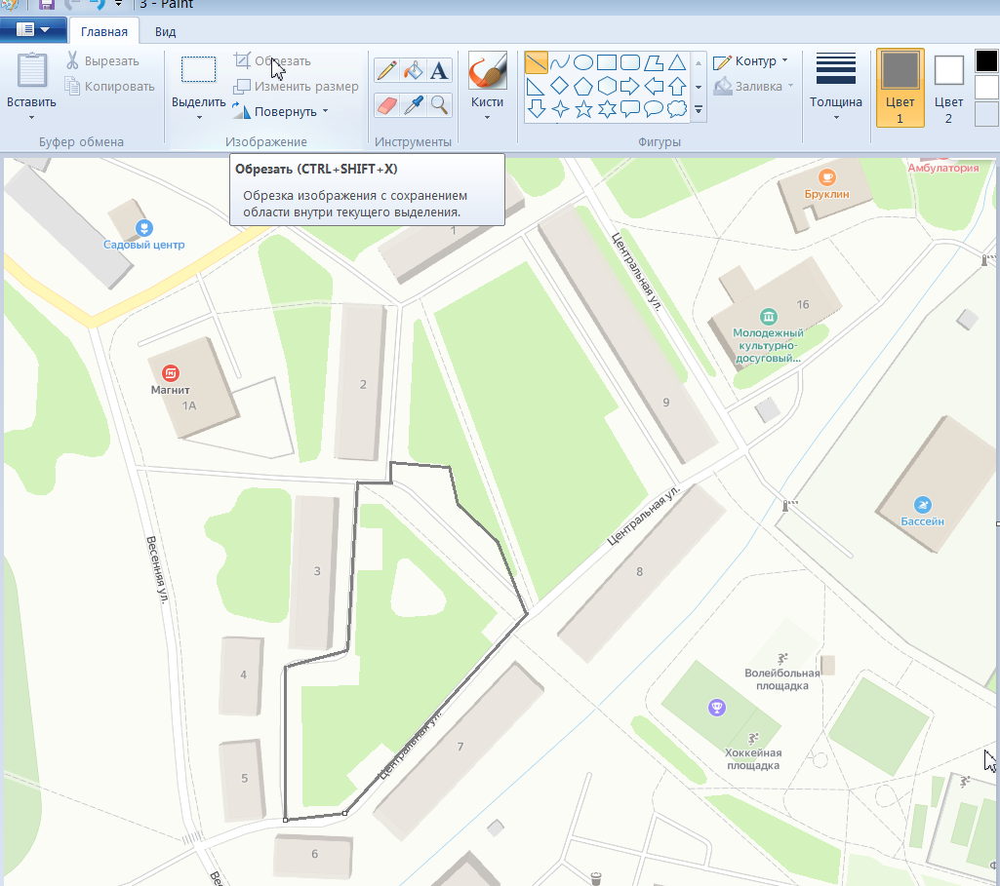 3 - Paint
Главная
Вид
Вставить
Вырезать
Копировать
Буфер обмена
Выделить
Обрезать
Изменить размер
Повернуть
Изображение
A
Инструменты
Кисти
Контур
Заливка
Фигуры
Толщина
Цвет
1
Цвет
2
Обрезать (CTRL+SHIFT+X)
Обрезка изображения с сохранением
области внутри текущего выделения.
Амбулатория
Бруклин
Садовый центр
1
Центральная ул.
16
Молодежный
культурно-
досуговый...
Магнит
1А
2
9
Центральная ул.
Бассейн
Весенняя ул.
3
8
4
Волейбольная
площадка
Центральная ул.
7
Хоккейная
площадка
5
6
Вес